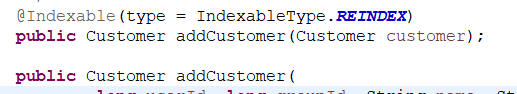 @Indexable(type = IndexableType.REINDEX)
public Customer addCustomer(Customer customer);
public Customer addCustomer(